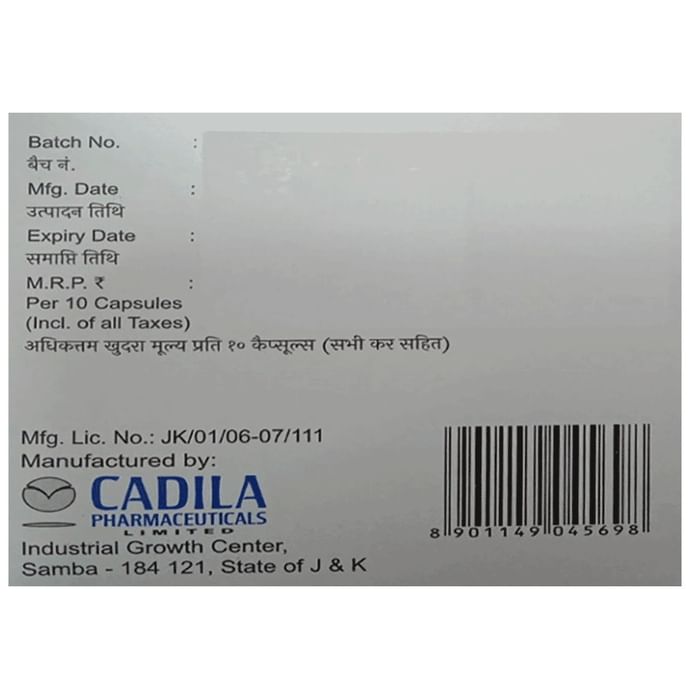 Batch No. :
बैच नं.
Mfg. Date :
उत्पादन तिथि
Expiry Date :
समाप्ति तिथि
M.R.P. ₹ :
Per 10 Capsules
(Incl. of all Taxes)
अधिकत्तम खुदरा मूल्य प्रति १० कैप्सूल्स (सभी कर सहित)
Mfg. Lic. No.: JK/01/06-07/111
Manufactured by:
CADILA
PHARMACEUTICALS
LIMITED
Industrial Growth Center,
Samba - 184 121, State of J & K
8 901149 045698